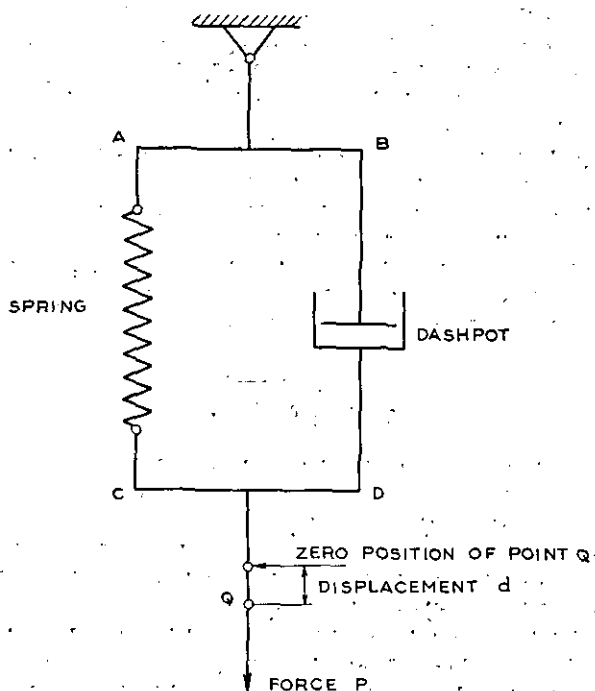 A
B
SPRING
DASHPOT
C
D
ZERO POSITION OF POINT Q
DISPLACEMENT d
Q
FORCE P